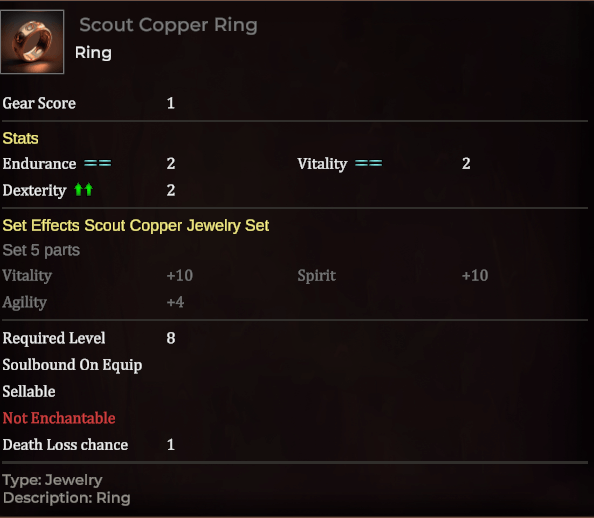 Scout Copper Ring
Ring
Gear Score 1
Stats
Endurance 2 Vitality 2
Dexterity 2
Set Effects Scout Copper Jewelry Set
Set 5 parts
Vitality +10 Spirit +10
Agility +4
Required Level 8
Soulbound On Equip
Sellable
Not Enchantable
Death Loss chance 1
Type: Jewelry
Description: Ring